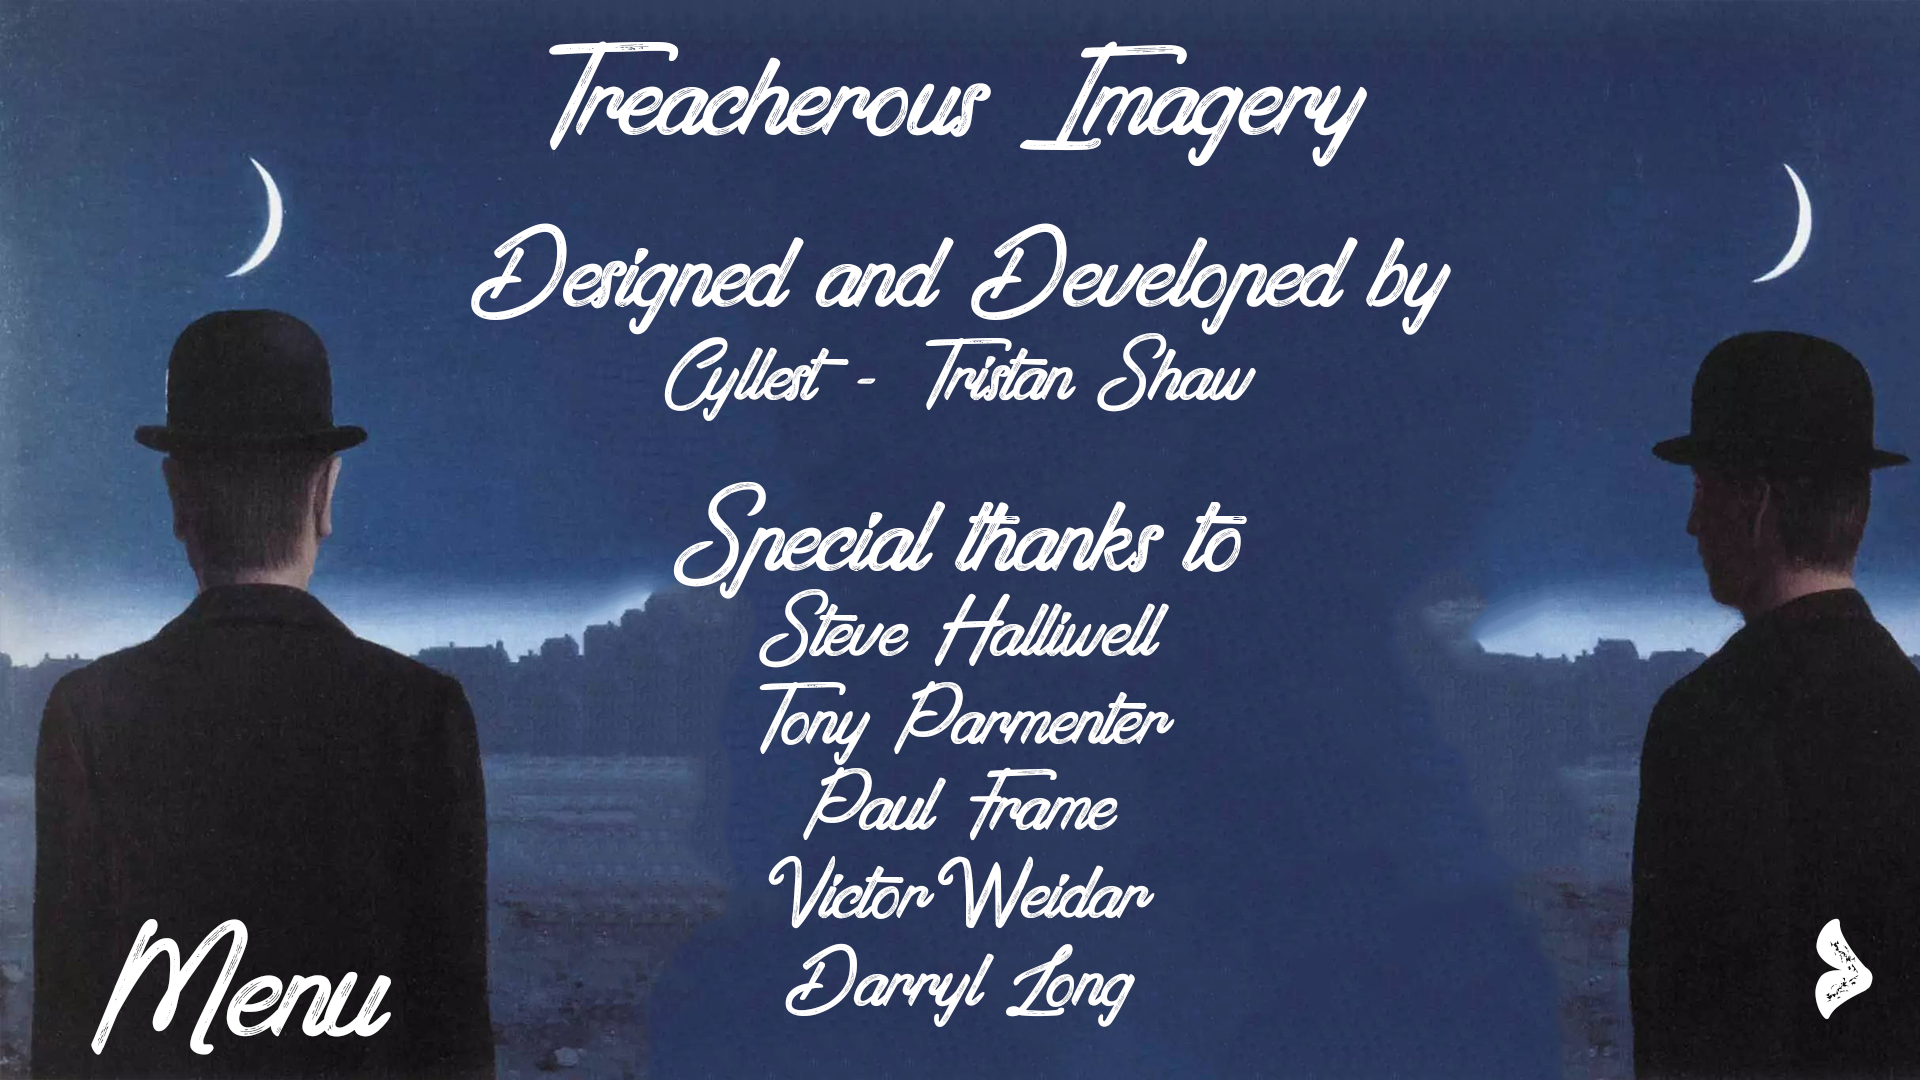 Treacherous Imagery
Designed and Developed by
Cyllest - Tristan Shaw
Special thanks to
Steve Halliwell
Tony Parmenter
Paul Frame
Victor Weidar
Darryl Long
Menu